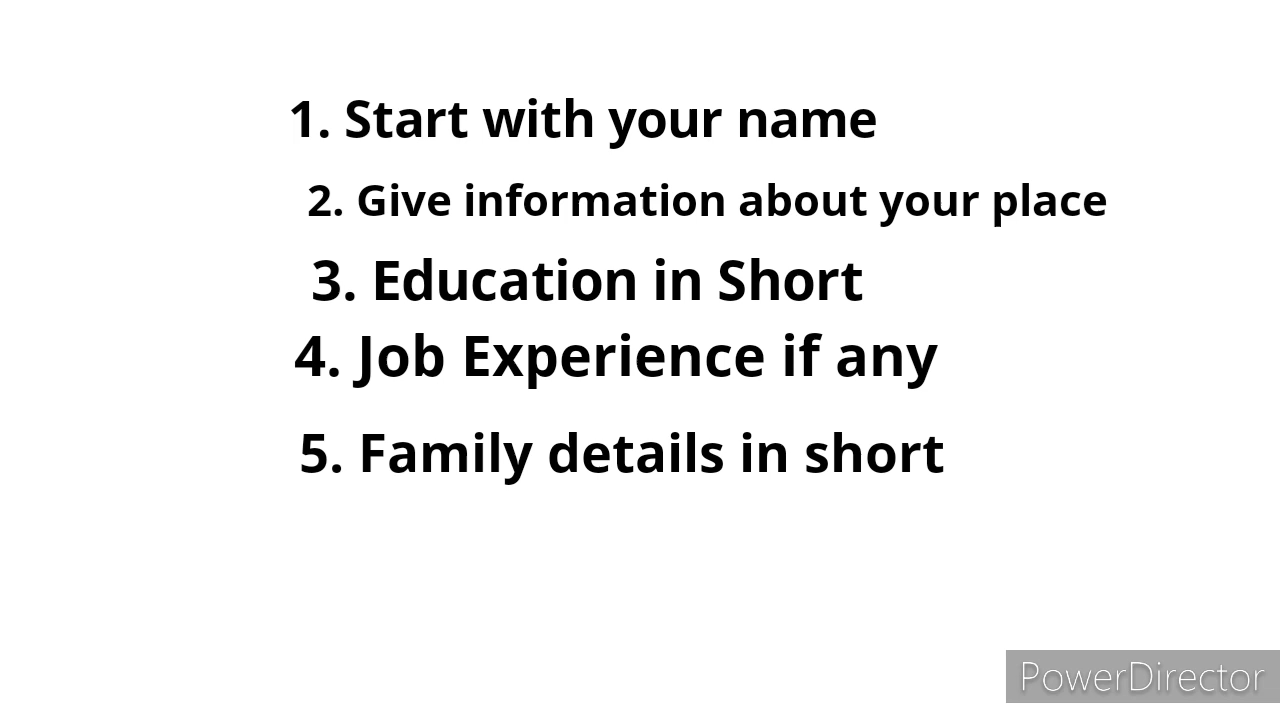 1. Start with your name
2. Give information about your place
3. Education in Short
4. Job Experience if any
5. Family details in short
PowerDirector